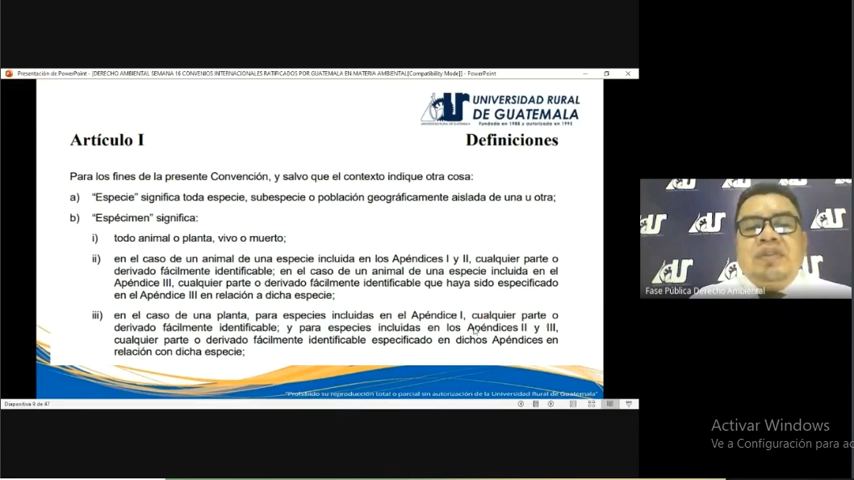 Presentación de PowerPoint - [DERECHO AMBIENTAL SEMANA 16 CONVENIOS INTERNACIONALES RATIFICADOS POR GUATEMALA EN MATERIA AMBIENTAL[Compatibility Mode]] - PowerPoint
UNIVERSIDAD RURAL
DE GUATEMALA
Fundada en 1988 y autorizada en 1995
Artículo I
Definiciones
Para los fines de la presente Convención, y salvo que el contexto indique otra cosa:
a) "Especie" significa toda especie, subespecie o población geográficamente aislada de una u otra;
b) "Espécimen" significa:
i) todo animal o planta, vivo o muerto;
ii) en el caso de un animal de una especie incluida en los Apéndices I y II, cualquier parte o
derivado fácilmente identificable; en el caso de un animal de una especie incluida en el
Apéndice III, cualquier parte o derivado fácilmente identificable que haya sido especificado
en el Apéndice III en relación a dicha especie;
iii) en el caso de una planta, para especies incluidas en el Apéndice I, cualquier parte o
derivado fácilmente identificable; y para especies incluidas en los Apéndices II y III,
cualquier parte o derivado fácilmente identificable especificado en dichos Apéndices en
relación con dicha especie;
"Prohibido su reproducción total o parcial sin autorización de la Universidad Rural de Guatemala"
Diapositiva 9 de 47
Fase Pública Derecho Ambiental
Activar Windows
Ve a Configuración para ac